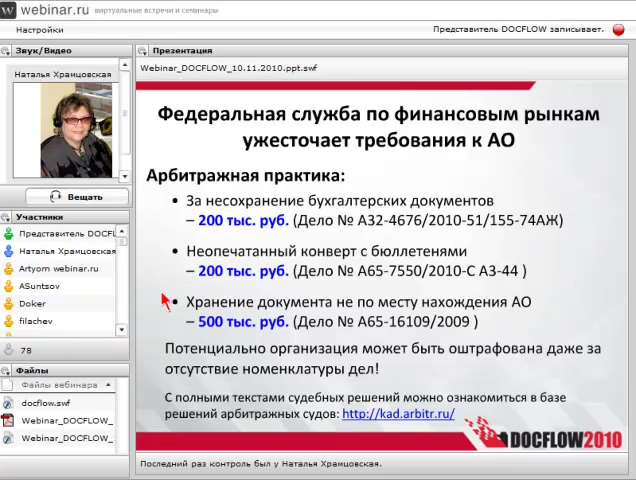 webinar.ru виртуальные встречи и семинары
Настройки
Представитель DOCFLOW записывает.
Звук/Видео
Наталья Храмцовская
Вещать
Участники
Представитель DOCFL
Наталья Храмцовская
Artyom webinar.ru
ASuntsov
Doker
filachev
78
Файлы
Файлы вебинара
docflow.swf
Webinar_DOCFLOW_
Webinar_DOCFLOW_
Презентация
Webinar_DOCFLOW_10.11.2010.ppt.swf
Федеральная служба по финансовым рынкам
ужесточает требования к АО
Арбитражная практика:
• За несохранение бухгалтерских документов
– 200 тыс. руб. (Дело № А32-4676/2010-51/155-74АЖ)
• Неопечатанный конверт с бюллетенями
– 200 тыс. руб. (Дело № А65-7550/2010-С А3-44 )
• Хранение документа не по месту нахождения АО
– 500 тыс. руб. (Дело № А65-16109/2009 )
Потенциально организация может быть оштрафована даже за
отсутствие номенклатуры дел!
С полными текстами судебных решений можно ознакомиться в базе
решений арбитражных судов: http://kad.arbitr.ru/
DOCFLOW2010
Последний раз контроль был у Наталья Храмцовская.